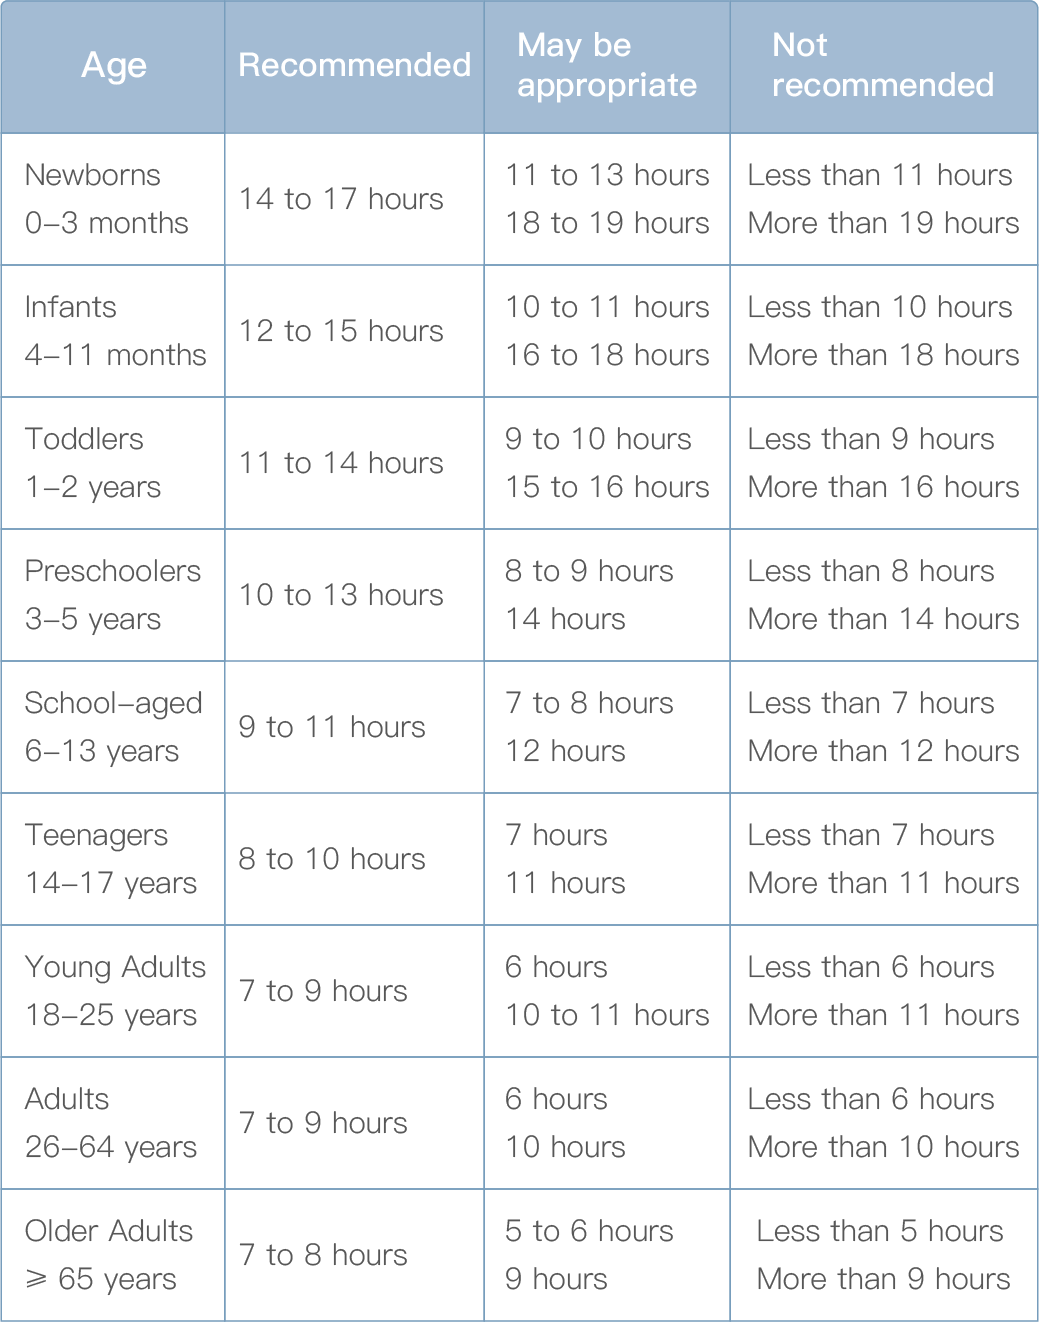 Age
Recommended
May be
appropriate
Not
recommended
Newborns
0–3 months
14 to 17 hours
11 to 13 hours
18 to 19 hours
Less than 11 hours
More than 19 hours
Infants
4–11 months
12 to 15 hours
10 to 11 hours
16 to 18 hours
Less than 10 hours
More than 18 hours
Toddlers
1–2 years
11 to 14 hours
9 to 10 hours
15 to 16 hours
Less than 9 hours
More than 16 hours
Preschoolers
3–5 years
10 to 13 hours
8 to 9 hours
14 hours
Less than 8 hours
More than 14 hours
School–aged
6–13 years
9 to 11 hours
7 to 8 hours
12 hours
Less than 7 hours
More than 12 hours
Teenagers
14–17 years
8 to 10 hours
7 hours
11 hours
Less than 7 hours
More than 11 hours
Young Adults
18–25 years
7 to 9 hours
6 hours
10 to 11 hours
Less than 6 hours
More than 11 hours
Adults
26–64 years
7 to 9 hours
6 hours
10 hours
Less than 6 hours
More than 10 hours
Older Adults
⩾ 65 years
7 to 8 hours
5 to 6 hours
9 hours
Less than 5 hours
More than 9 hours